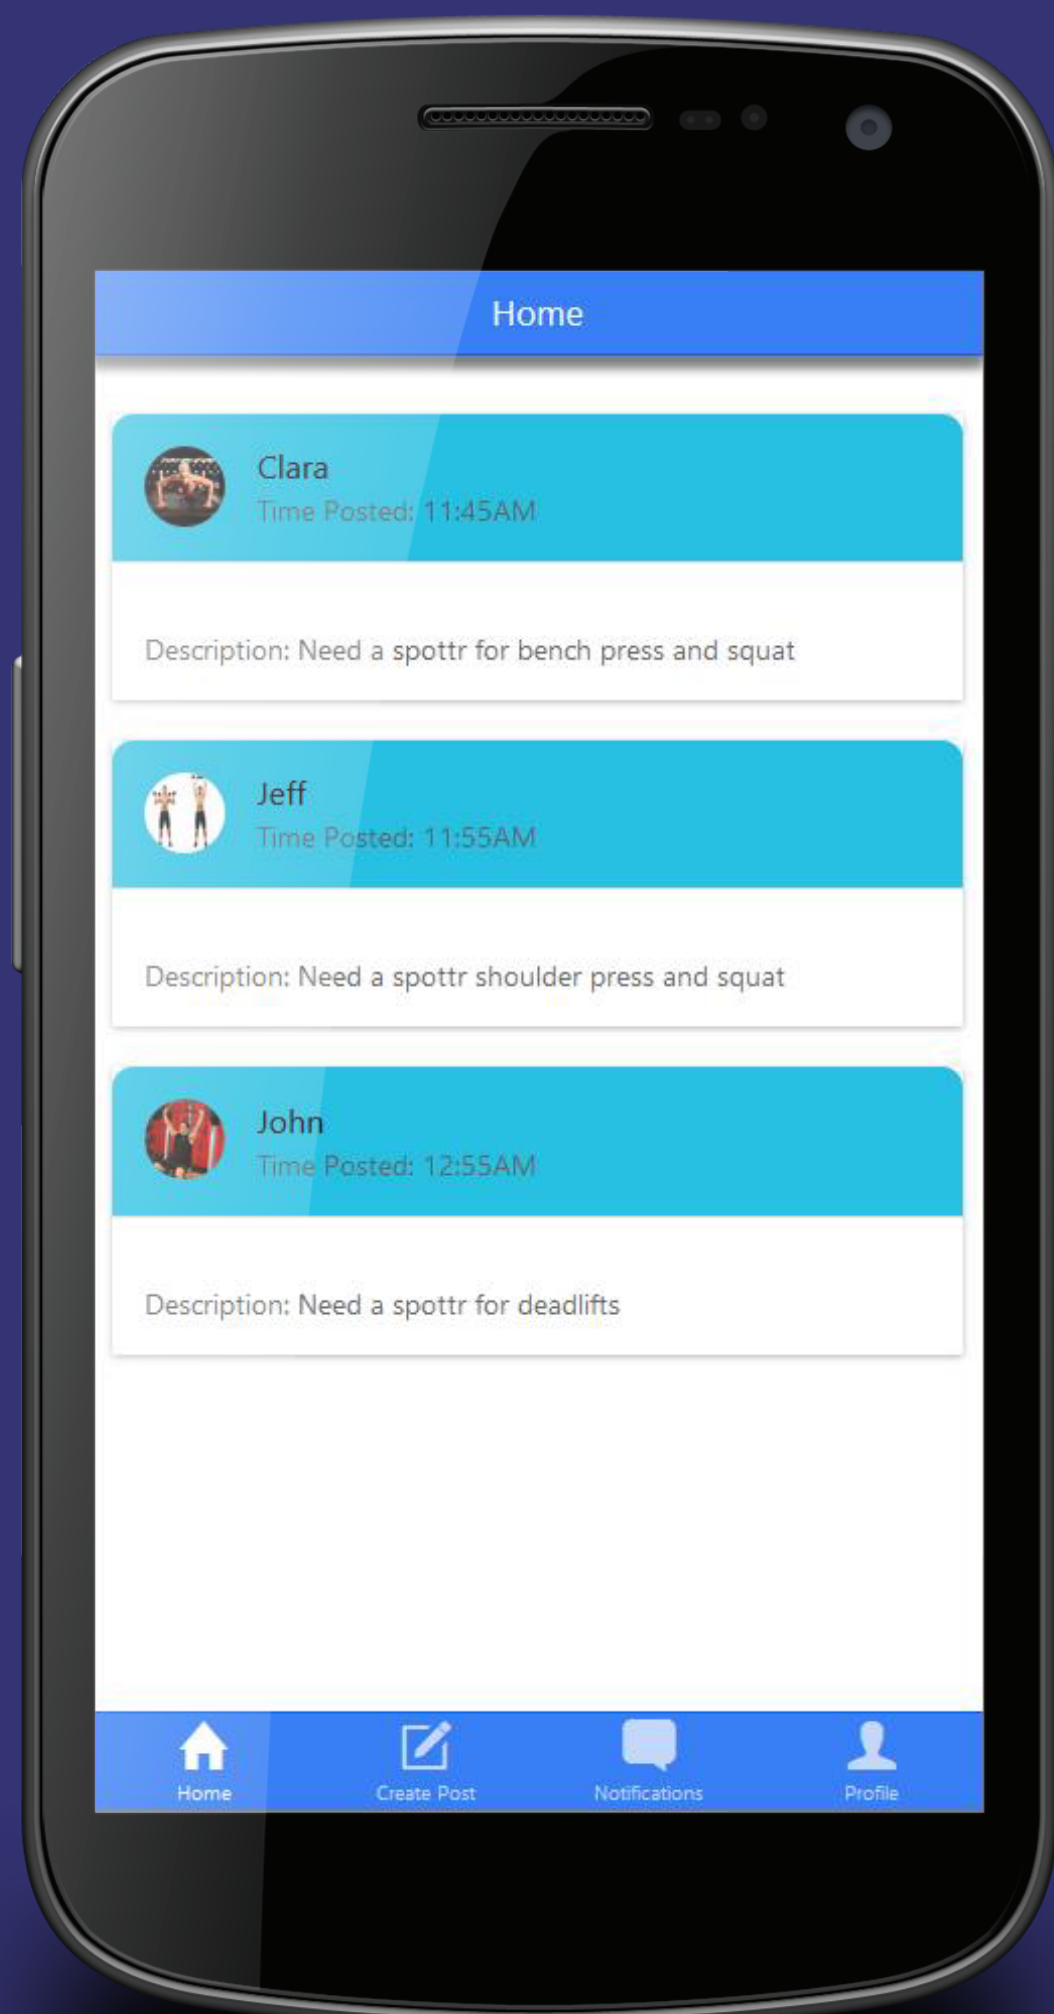 Home
Clara
Time Posted: 11:45AM
Description: Need a spottr for bench press and squat
Jeff
Time Posted: 11:55AM
Description: Need a spottr shoulder press and squat
John
Time Posted: 12:55AM
Description: Need a spottr for deadlifts
Home
Create Post
Notifications
Profile